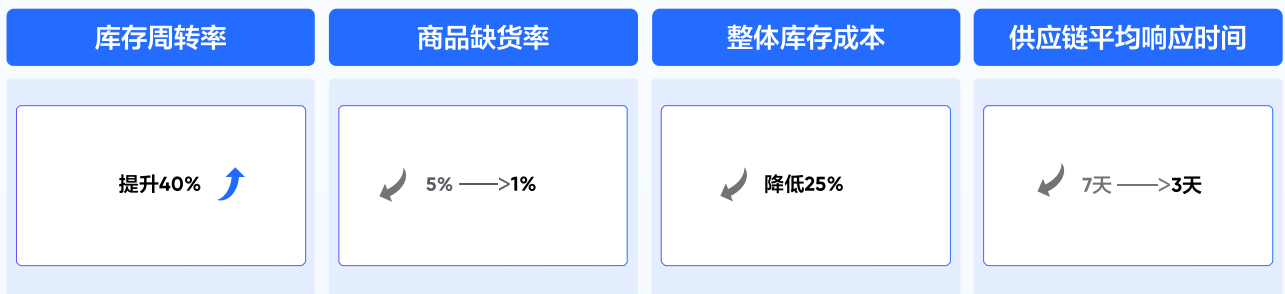 库存周转率
商品缺货率
整体库存成本
供应链平均响应时间
提升40%
5% ——>1%
降低25%
7天 ——>3天